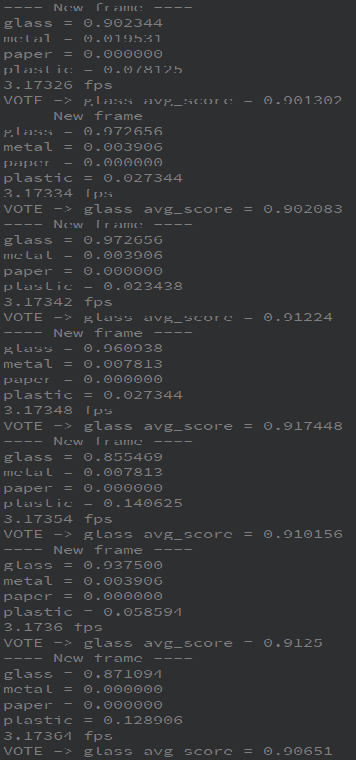 ---- New frame ----
glass = 0.902344
metal = 0.019531
paper = 0.000000
plastic = 0.078125
3.17326 fps
VOTE -> glass avg_score = 0.901302
New frame
glass = 0.972656
metal = 0.003906
paper = 0.000000
plastic = 0.027344
3.17334 fps
VOTE -> glass avg_score = 0.902083
---- New frame ----
glass = 0.972656
metal = 0.003906
paper = 0.000000
plastic = 0.023438
3.17342 fps
VOTE -> glass avg_score = 0.91224
---- New frame ----
glass = 0.960938
metal = 0.007813
paper = 0.000000
plastic = 0.027344
3.17348 fps
VOTE -> glass avg_score = 0.917448
---- New frame ----
glass = 0.855469
metal = 0.007813
paper = 0.000000
plastic = 0.140625
3.17354 fps
VOTE -> glass avg_score = 0.910156
---- New frame ----
glass = 0.937500
metal = 0.003906
paper = 0.000000
plastic = 0.058594
3.1736 fps
VOTE -> glass avg_score = 0.9125
---- New frame ----
glass = 0.871094
metal = 0.000000
paper = 0.000000
plastic = 0.128906
3.17364 fps
VOTE -> glass avg_score = 0.90651